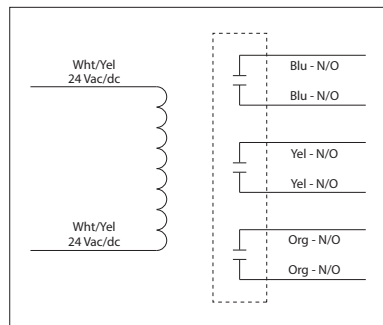 Wht/Yel
24 Vac/dc
Wht/Yel
24 Vac/dc
Blu - N/O
Blu - N/O
Yel - N/O
Yel - N/O
Org - N/O
Org - N/O